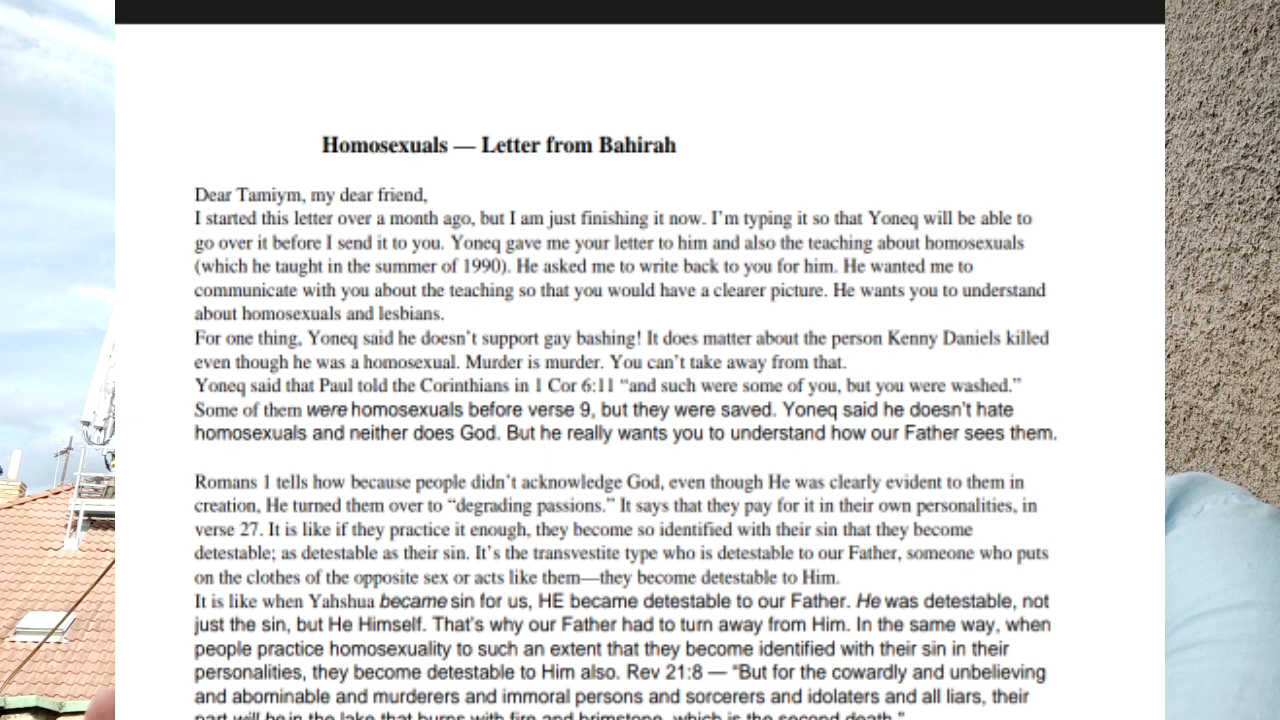 Homosexuals — Letter from Bahirah
Dear Tamiym, my dear friend,
I started this letter over a month ago, but I am just finishing it now. I’m typing it so that Yoneq will be able to
go over it before I send it to you. Yoneq gave me your letter to him and also the teaching about homosexuals
(which he taught in the summer of 1990). He asked me to write back to you for him. He wanted me to
communicate with you about the teaching so that you would have a clearer picture. He wants you to understand
about homosexuals and lesbians.
For one thing, Yoneq said he doesn’t support gay bashing! It does matter about the person Kenny Daniels killed
even though he was a homosexual. Murder is murder. You can’t take away from that.
Yoneq said that Paul told the Corinthians in 1 Cor 6:11 “and such were some of you, but you were washed.”
Some of them were homosexuals before verse 9, but they were saved. Yoneq said he doesn’t hate
homosexuals and neither does God. But he really wants you to understand how our Father sees them.
Romans 1 tells how because people didn’t acknowledge God, even though He was clearly evident to them in
creation, He turned them over to “degrading passions.” It says that they pay for it in their own personalities, in
verse 27. It is like if they practice it enough, they become so identified with their sin that they become
detestable; as detestable as their sin. It’s the transvestite type who is detestable to our Father, someone who puts
on the clothes of the opposite sex or acts like them—they become detestable to Him.
It is like when Yahshua became sin for us, HE became detestable to our Father. He was detestable, not
just the sin, but He Himself. That’s why our Father had to turn away from Him. In the same way, when
people practice homosexuality to such an extent that they become identified with their sin in their
personalities, they become detestable to Him also. Rev 21:8 — “But for the cowardly and unbelieving
and abominable and murderers and immoral persons and sorcerers and idolaters and all liars, their
part will be in the lake that burns with fire and brimstone, which is the second death.”